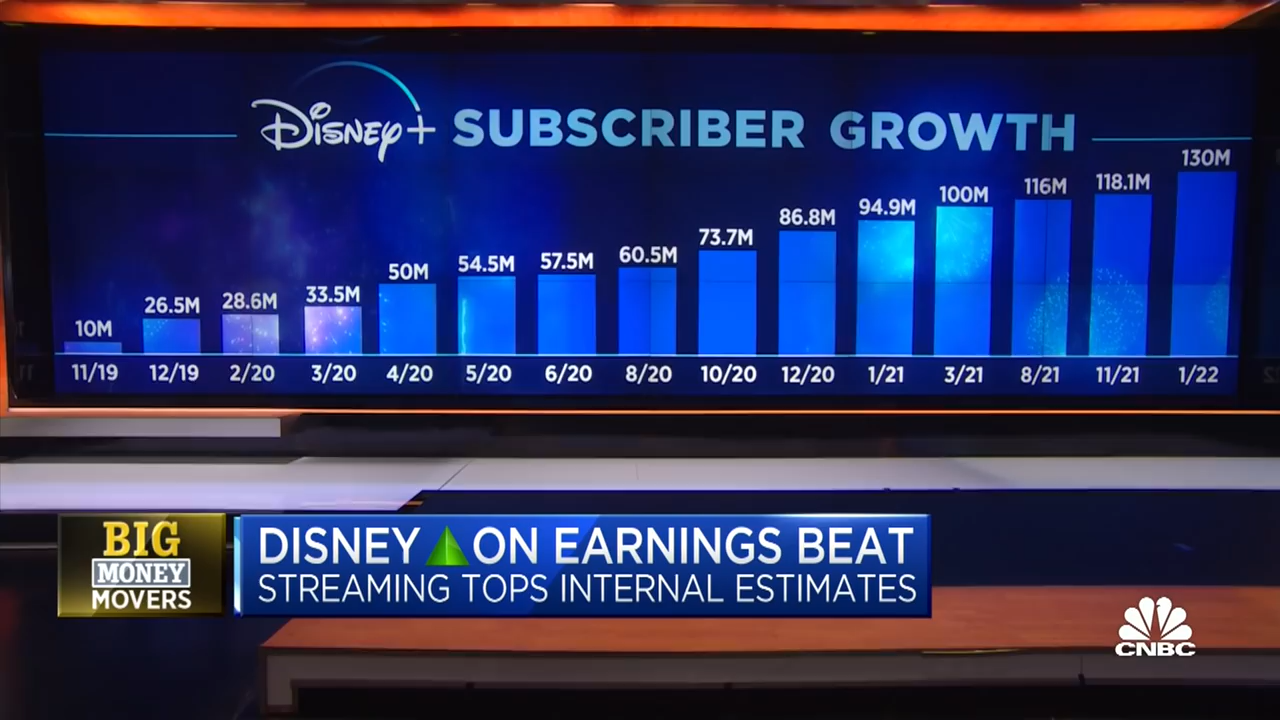 Disney+ SUBSCRIBER GROWTH
130M
118.1M
116M
100M
94.9M
86.8M
73.7M
60.5M
57.5M
54.5M
50M
33.5M
28.6M
26.5M
10M
11/19 12/19 2/20 3/20 4/20 5/20 6/20 8/20 10/20 12/20 1/21 3/21 8/21 11/21 1/22
BIG
MONEY
MOVERS
DISNEY ON EARNINGS BEAT
STREAMING TOPS INTERNAL ESTIMATES
CNBC